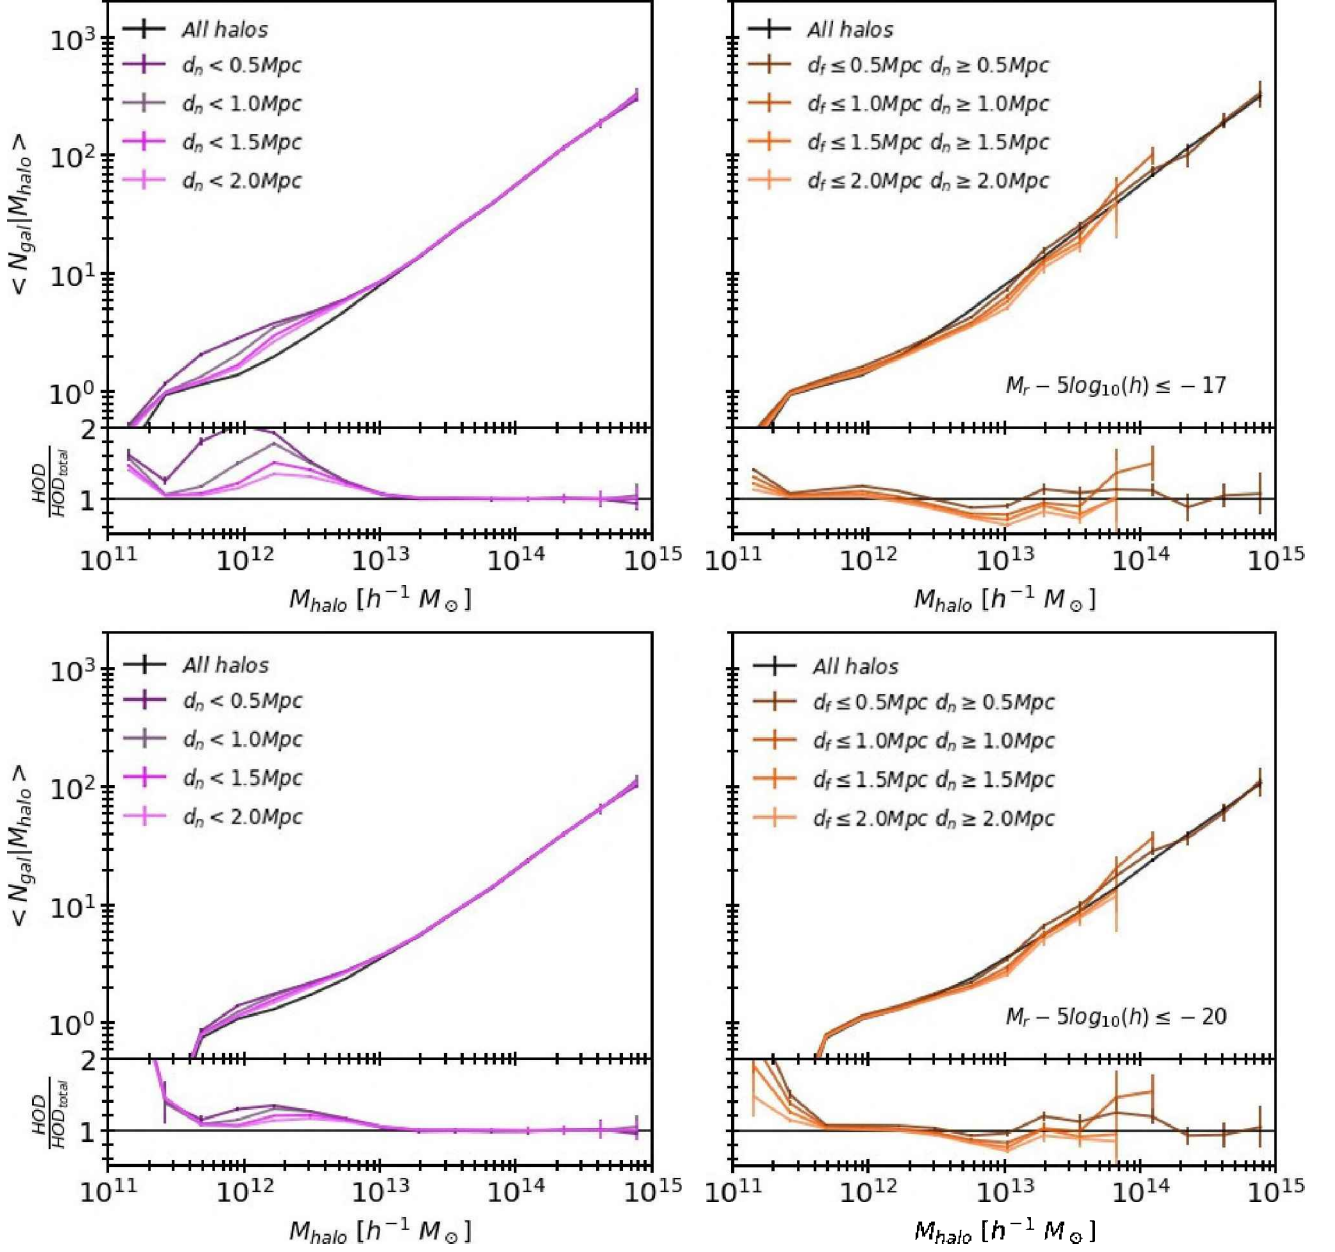 All halos
d_n < 0.5Mpc
d_n < 1.0Mpc
d_n < 1.5Mpc
d_n < 2.0Mpc
10^3
10^2
10^1
10^0
< N_gal|M_halo >
2
1
HOD
HOD_total
10^11 10^12 10^13 10^14 10^15
M_halo [h^-1 M_⊙]
All halos
d_f ≤ 0.5Mpc d_n ≥ 0.5Mpc
d_f ≤ 1.0Mpc d_n ≥ 1.0Mpc
d_f ≤ 1.5Mpc d_n ≥ 1.5Mpc
d_f ≤ 2.0Mpc d_n ≥ 2.0Mpc
M_r − 5log_10(h) ≤ − 17
10^11 10^12 10^13 10^14 10^15
M_halo [h^-1 M_⊙]
All halos
d_n < 0.5Mpc
d_n < 1.0Mpc
d_n < 1.5Mpc
d_n < 2.0Mpc
10^3
10^2
10^1
10^0
< N_gal|M_halo >
2
1
HOD
HOD_total
10^11 10^12 10^13 10^14 10^15
M_halo [h^-1 M_⊙]
All halos
d_f ≤ 0.5Mpc d_n ≥ 0.5Mpc
d_f ≤ 1.0Mpc d_n ≥ 1.0Mpc
d_f ≤ 1.5Mpc d_n ≥ 1.5Mpc
d_f ≤ 2.0Mpc d_n ≥ 2.0Mpc
M_r − 5log_10(h) ≤ − 20
10^11 10^12 10^13 10^14 10^15
M_halo [h^-1 M_⊙]